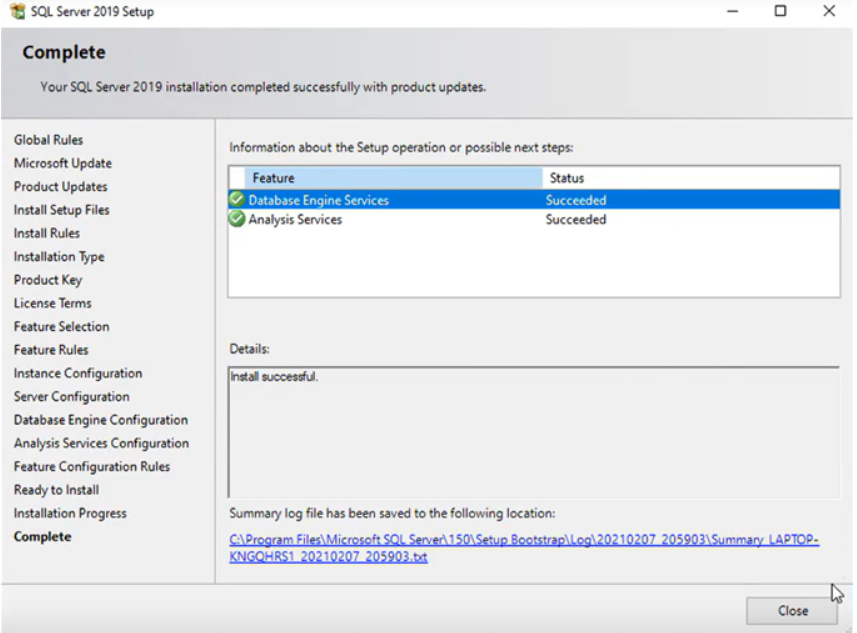 SQL Server 2019 Setup
Complete
Your SQL Server 2019 installation completed successfully with product updates.
Global Rules
Microsoft Update
Product Updates
Install Setup Files
Install Rules
Installation Type
Product Key
License Terms
Feature Selection
Feature Rules
Instance Configuration
Server Configuration
Database Engine Configuration
Analysis Services Configuration
Feature Configuration Rules
Ready to Install
Installation Progress
Complete
Information about the Setup operation or possible next steps:
Feature Status
Database Engine Services Succeeded
Analysis Services Succeeded
Details:
Install successful.
Summary log file has been saved to the following location:
C:\Program Files\Microsoft SQL Server\150\Setup Bootstrap\Log\20210207_205903\Summary_LAPTOP-
KNGQHRS1_20210207_205903.txt
Close